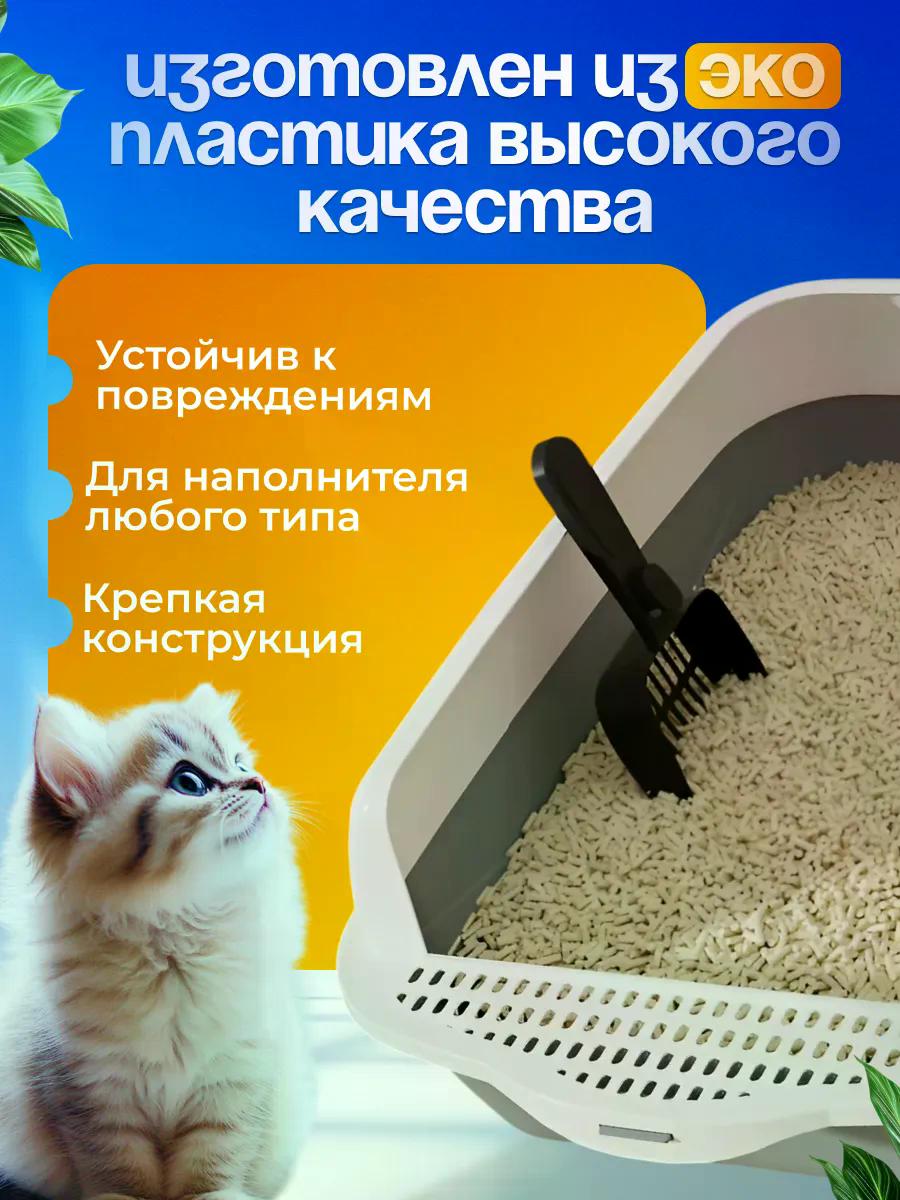 изготовлен из эко
пластика высокого
качества
Устойчив к
повреждениям
Для наполнителя
любого типа
Крепкая
конструкция